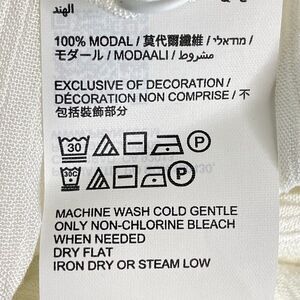 الهند
100% MODAL / 莫代爾纖維 / מודאלי /
モダール / MODAALI / مشروط
EXCLUSIVE OF DECORATION /
DÉCORATION NON COMPRISE / 不
包括裝飾部分
30 P
30C P
MACHINE WASH COLD GENTLE
ONLY NON-CHLORINE BLEACH
WHEN NEEDED
DRY FLAT
IRON DRY OR STEAM LOW